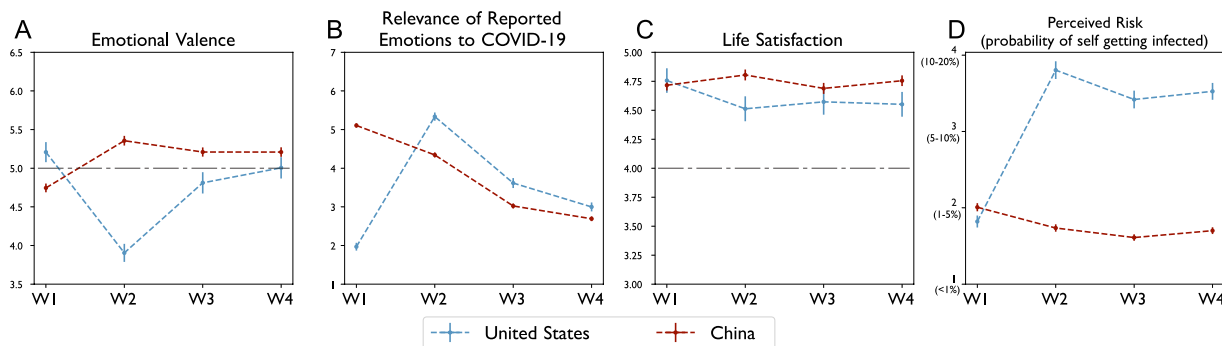 A
Emotional Valence
6.5
6.0
5.5
5.0
4.5
4.0
3.5
W1 W2 W3 W4
B
Relevance of Reported
Emotions to COVID-19
7
6
5
4
3
2
1
W1 W2 W3 W4
C
Life Satisfaction
5.00
4.75
4.50
4.25
4.00
3.75
3.50
3.25
3.00
W1 W2 W3 W4
D
Perceived Risk
(probability of self getting infected)
4
(10-20%)
3
(5-10%)
2
(1-5%)
1
(<1%)
W1 W2 W3 W4
United States China